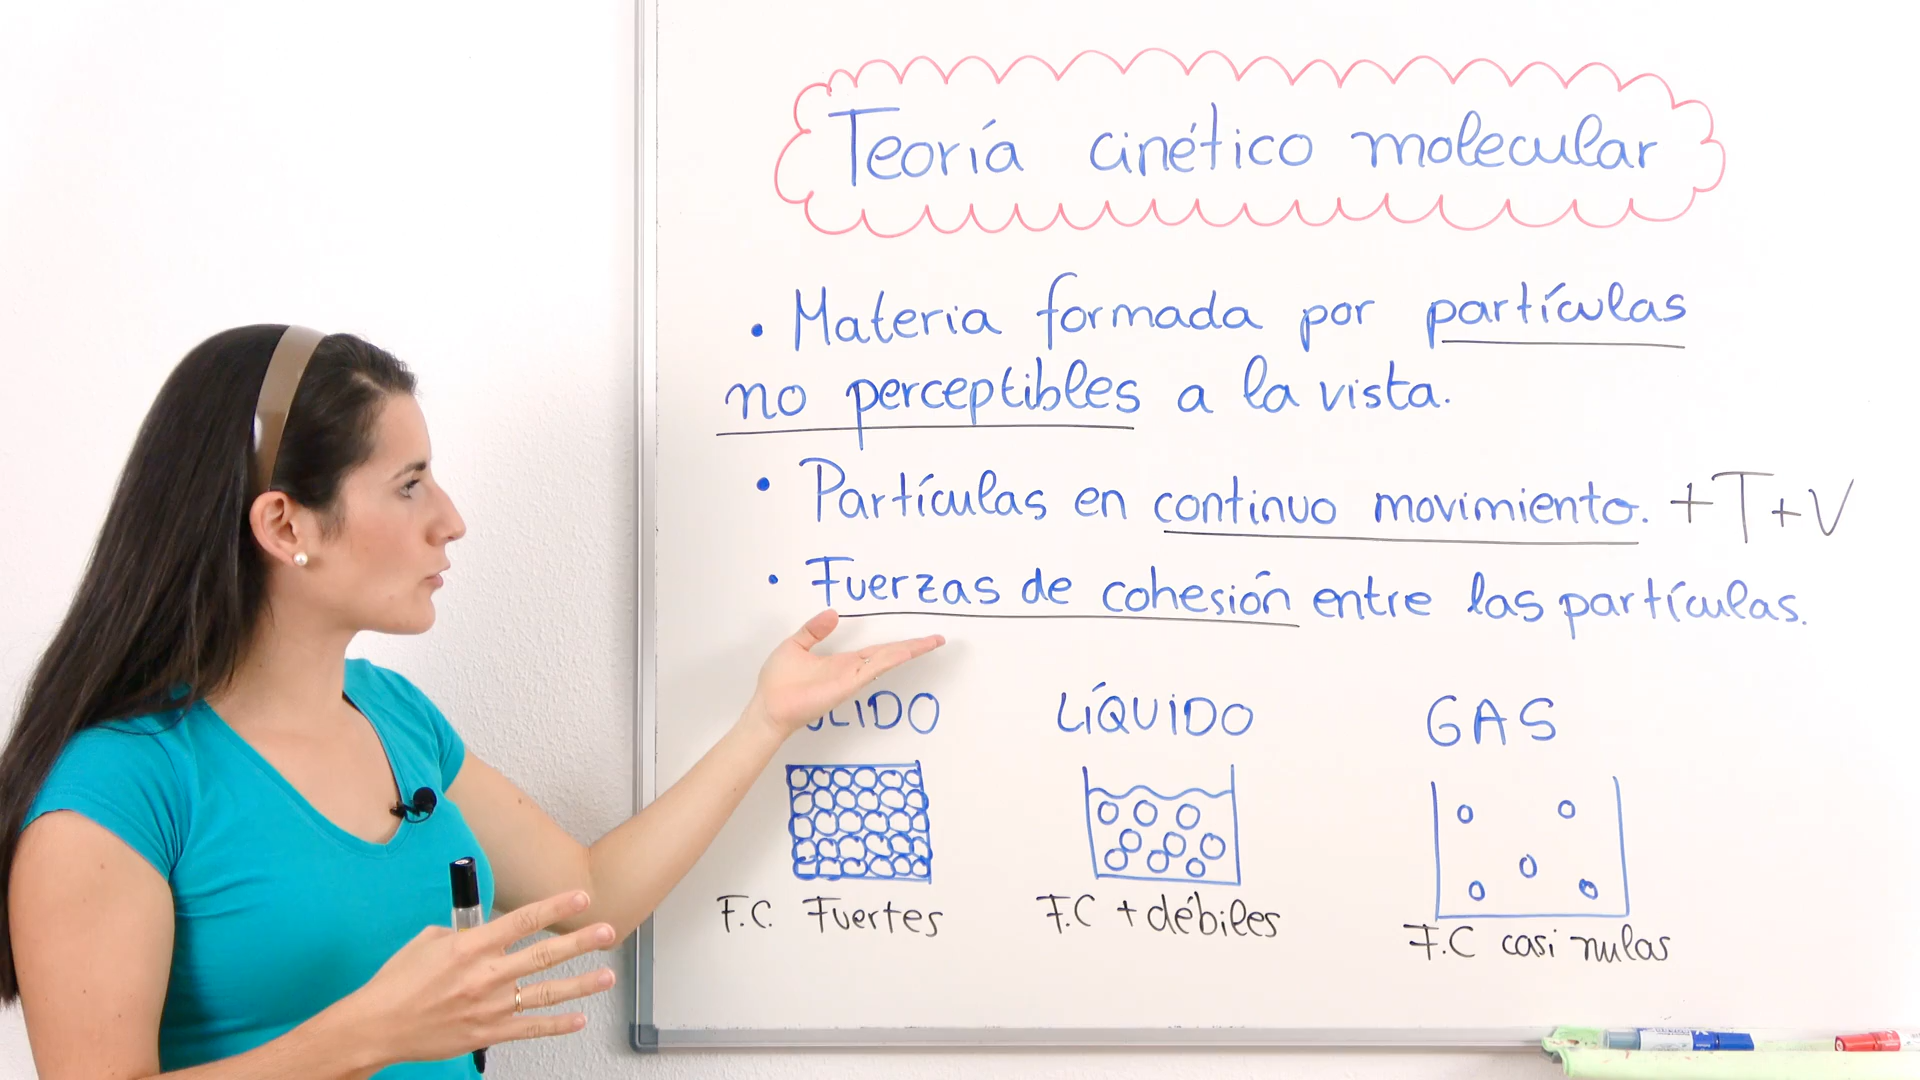 Teoría cinético molecular
• Materia formada por partículas
no perceptibles a la vista.
• Partículas en continuo movimiento. +T+V
• Fuerzas de cohesión entre las partículas.
LÍQUIDO GAS
F.C. Fuertes F.C + débiles F.C casi nulas